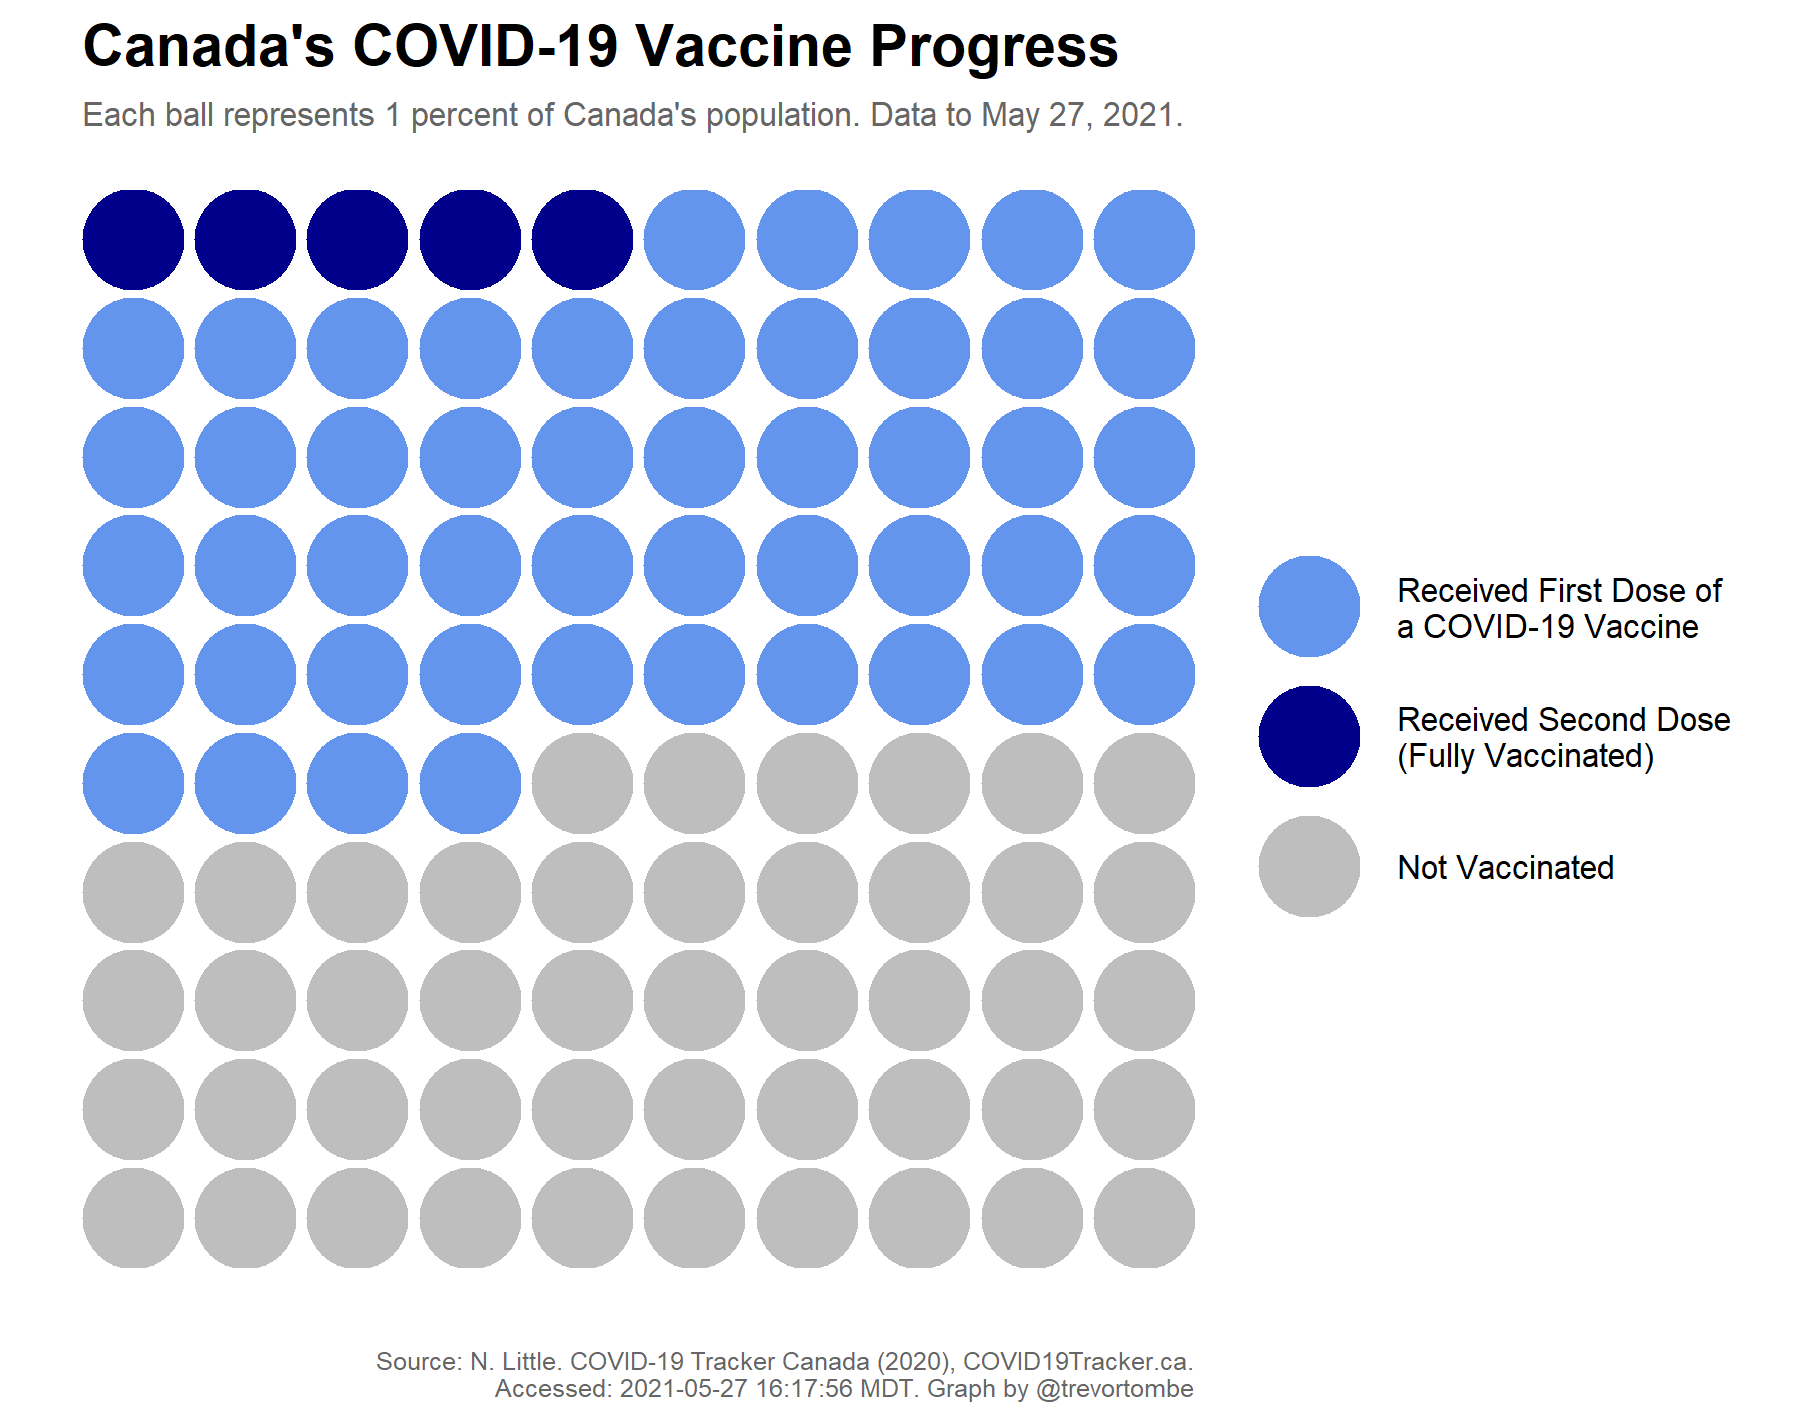 Canada's COVID-19 Vaccine Progress
Each ball represents 1 percent of Canada's population. Data to May 27, 2021.
Received First Dose of
a COVID-19 Vaccine
Received Second Dose
(Fully Vaccinated)
Not Vaccinated
Source: N. Little. COVID-19 Tracker Canada (2020), COVID19Tracker.ca.
Accessed: 2021-05-27 16:17:56 MDT. Graph by @trevortombe